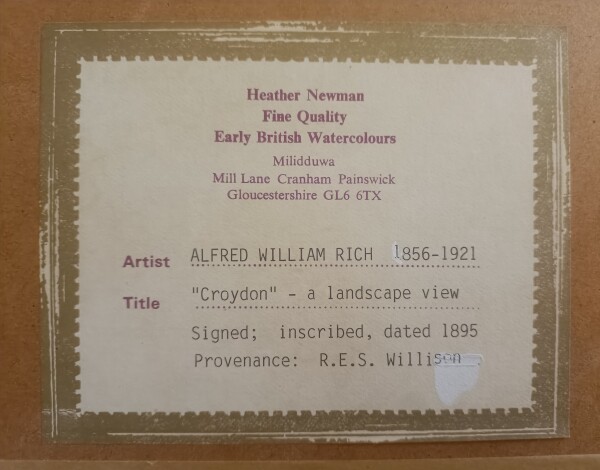 Heather Newman
Fine Quality
Early British Watercolours
Milidduwa
Mill Lane Cranham Painswick
Gloucestershire GL6 6TX
Artist ALFRED WILLIAM RICH 1856-1921
Title "Croydon" - a landscape view
Signed; inscribed, dated 1895
Provenance: R.E.S. Willison